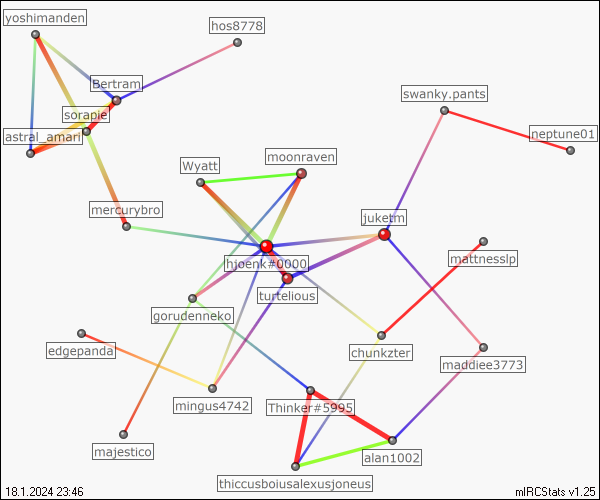 yoshimanden
hos8778
Bertram
swanky.pants
sorapie
neptune01
astral_amari
moonraven
Wyatt
mercurybro
juketm
mattnesslp
hjoenk#0000
turtelious
gorudenneko
edgepanda
chunkzter
maddiee3773
mingus4742
Thinker#5995
majestico
alan1002
thiccusboiusalexusjoneus
18.1.2024 23:46
mIRCStats v1.25